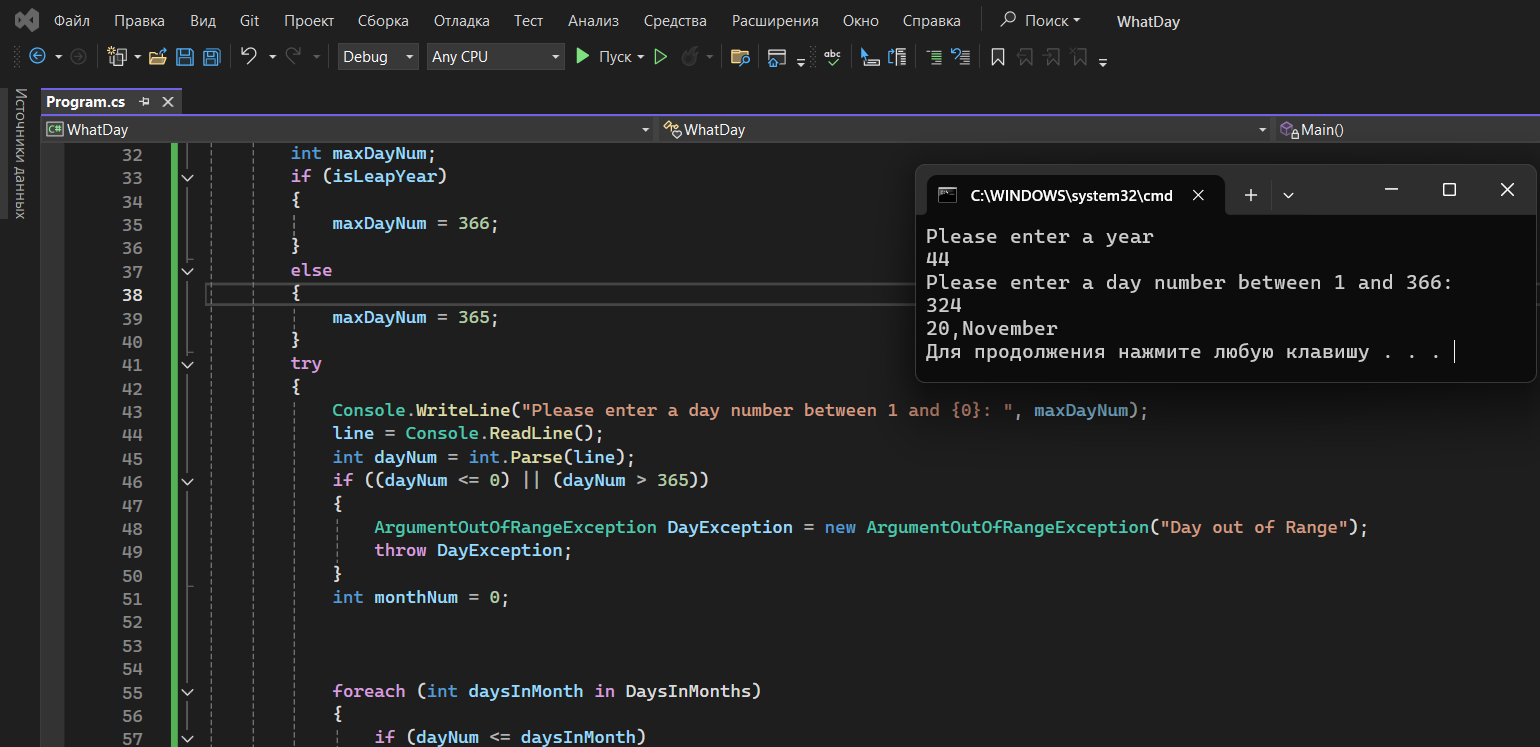 Файл Правка Вид Git Проект Сборка Отладка Тест Анализ Средства Расширения Окно Справка Поиск WhatDay
Debug Any CPU Пуск abc
Источники данных
Program.cs
C# WhatDay WhatDay Main()
32 int maxDayNum;
33 if (isLeapYear)
34 {
35 maxDayNum = 366;
36 }
37 else
38 {
39 maxDayNum = 365;
40 }
41 try
42 {
43 Console.WriteLine("Please enter a day number between 1 and {0}: ", maxDayNum);
44 line = Console.ReadLine();
45 int dayNum = int.Parse(line);
46 if ((dayNum <= 0) || (dayNum > 365))
47 {
48 ArgumentOutOfRangeException DayException = new ArgumentOutOfRangeException("Day out of Range");
49 throw DayException;
50 }
51 int monthNum = 0;
52
53
54
55 foreach (int daysInMonth in DaysInMonths)
56 {
57 if (dayNum <= daysInMonth)
C:\WINDOWS\system32\cmd
Please enter a year
44
Please enter a day number between 1 and 366:
324
20,November
Для продолжения нажмите любую клавишу . . .